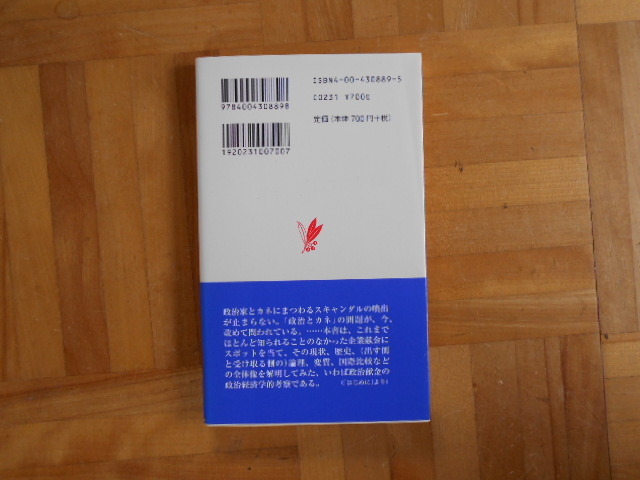 ISBN4-00-430889-5
C0231 ¥700E
定価(本体 700円+税)
9784004308898
1920231007007
政治家とカネにまつわるスキャンダルの噴出
が止まらない。「政治とカネ」の問題が、今、
改めて問われている。……本書は、これまで
ほとんど知られることのなかった企業献金に
スポットを当て、その現状、歴史、(出す側
と受け取る側の)論理、変質、国際比較など
の全体像を解明してみた、いわば政治献金の
政治経済学的考察である。
(「はじめに」より)